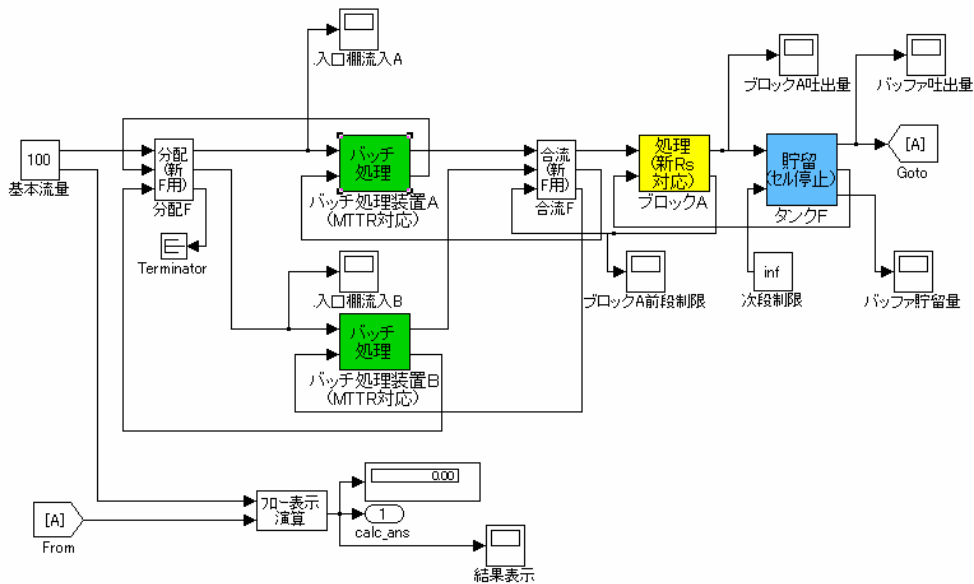 入口棚流入A
ブロックA吐出量
バッファ吐出量
100
基本流量
分配
(新
F用)
分配F
バッチ
処理
バッチ処理装置A
(MTTR対応)
合流
(新
F用)
合流F
処理
(新Rs
対応)
ブロックA
貯留
(セル停止)
タンクF
[A]
Goto
Terminator
入口棚流入B
ブロックA前段制限
inf
次段制限
バッファ貯留量
バッチ
処理
バッチ処理装置B
(MTTR対応)
0.00
[A]
From
フロー表示
演算
1
calc_ans
結果表示